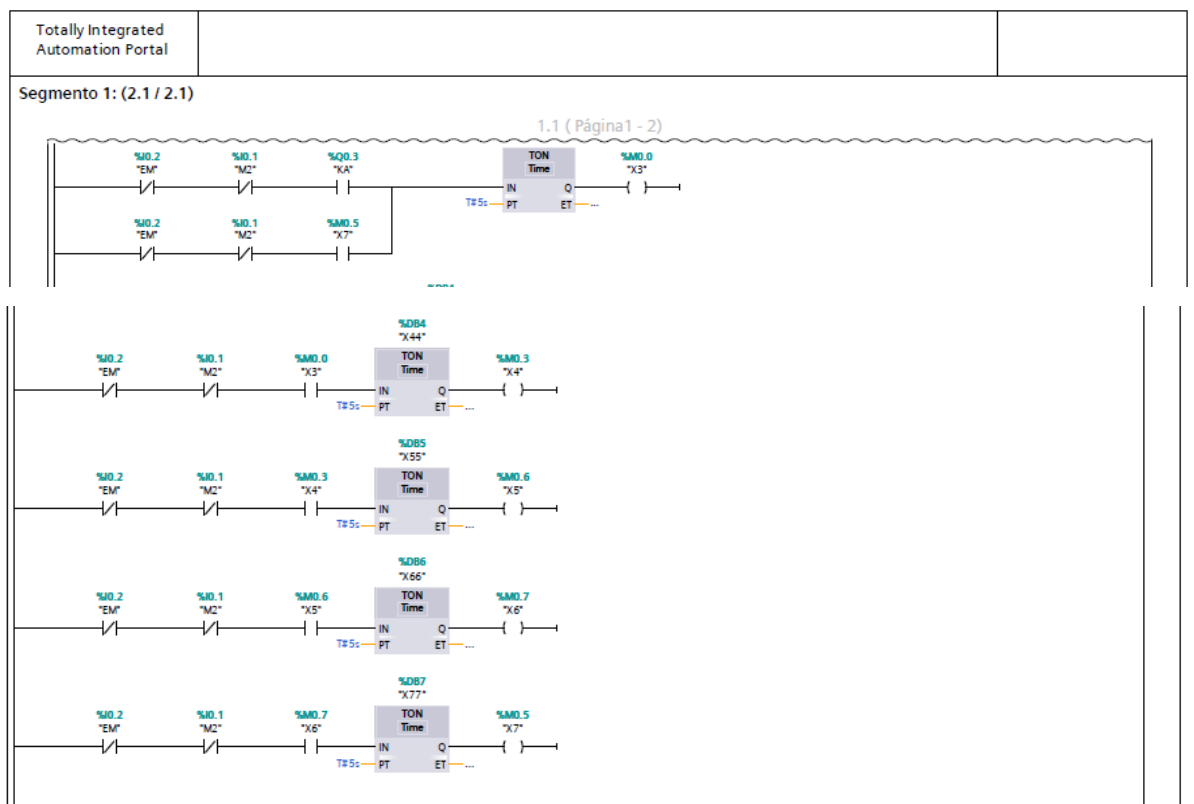 Totally Integrated
Automation Portal
Segmento 1: (2.1 / 2.1)
1.1 ( Página1 - 2)
%I0.2 %I0.1 %Q0.3 TON %M0.0
"EM" "M2" "KA" Time "X3"
IN Q
T#5s PT ET ...
%I0.2 %I0.1 %M0.5
"EM" "M2" "X7"
%DB4
%DB4
"X44"
%I0.2 %I0.1 %M0.0 TON %M0.3
"EM" "M2" "X3" Time "X4"
IN Q
T#5s PT ET ...
%DB5
"X55"
%I0.2 %I0.1 %M0.3 TON %M0.6
"EM" "M2" "X4" Time "X5"
IN Q
T#5s PT ET ...
%DB6
"X66"
%I0.2 %I0.1 %M0.6 TON %M0.7
"EM" "M2" "X5" Time "X6"
IN Q
T#5s PT ET ...
%DB7
"X77"
%I0.2 %I0.1 %M0.7 TON %M0.5
"EM" "M2" "X6" Time "X7"
IN Q
T#5s PT ET ...